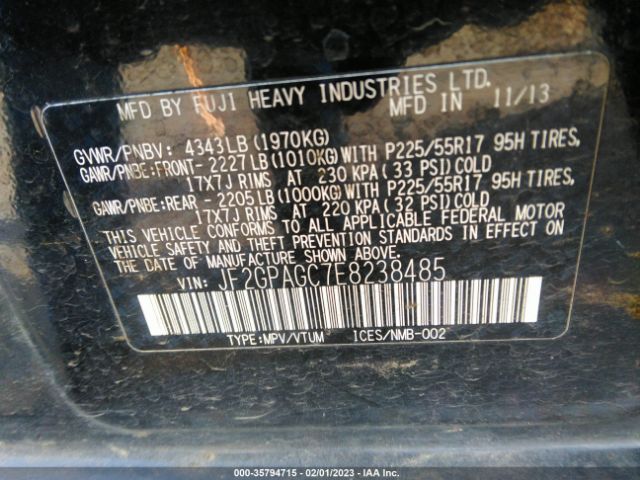 MFD BY FUJI HEAVY INDUSTRIES LTD.
MFD IN 11/13
GVWR/PNBV: 4343LB(1970KG)
GAWR/PNBE:FRONT- 2227LB(1010KG)WITH P225/55R17 95H TIRES,
17X7J RIMS AT 230 KPA( 33 PSI)COLD
GAWR/PNBE:REAR - 2205LB(1000KG)WITH P225/55R17 95H TIRES,
17X7J RIMS AT 220 KPA( 32 PSI)COLD
THIS VEHICLE CONFORMS TO ALL APPLICABLE FEDERAL MOTOR
VEHICLE SAFETY AND THEFT PREVENTION STANDARDS IN EFFECT ON
THE DATE OF MANUFACTURE SHOWN ABOVE.
VIN: JF2GPAGC7E8238485
TYPE:MPV/VTUM ICES/NMB-002
000-35794715 - 02/01/2023 - IAA Inc.